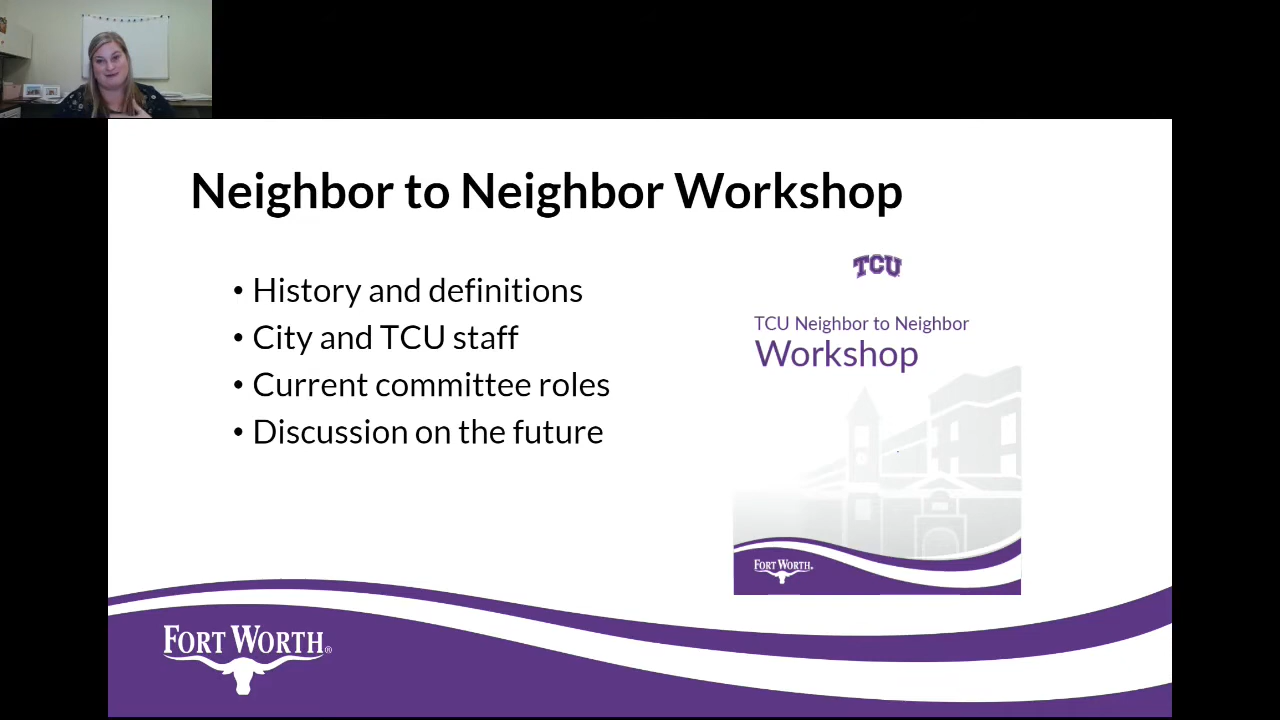 Neighbor to Neighbor Workshop
• History and definitions
• City and TCU staff
• Current committee roles
• Discussion on the future
TCU
TCU Neighbor to Neighbor
Workshop
FORT WORTH®
FORT WORTH®